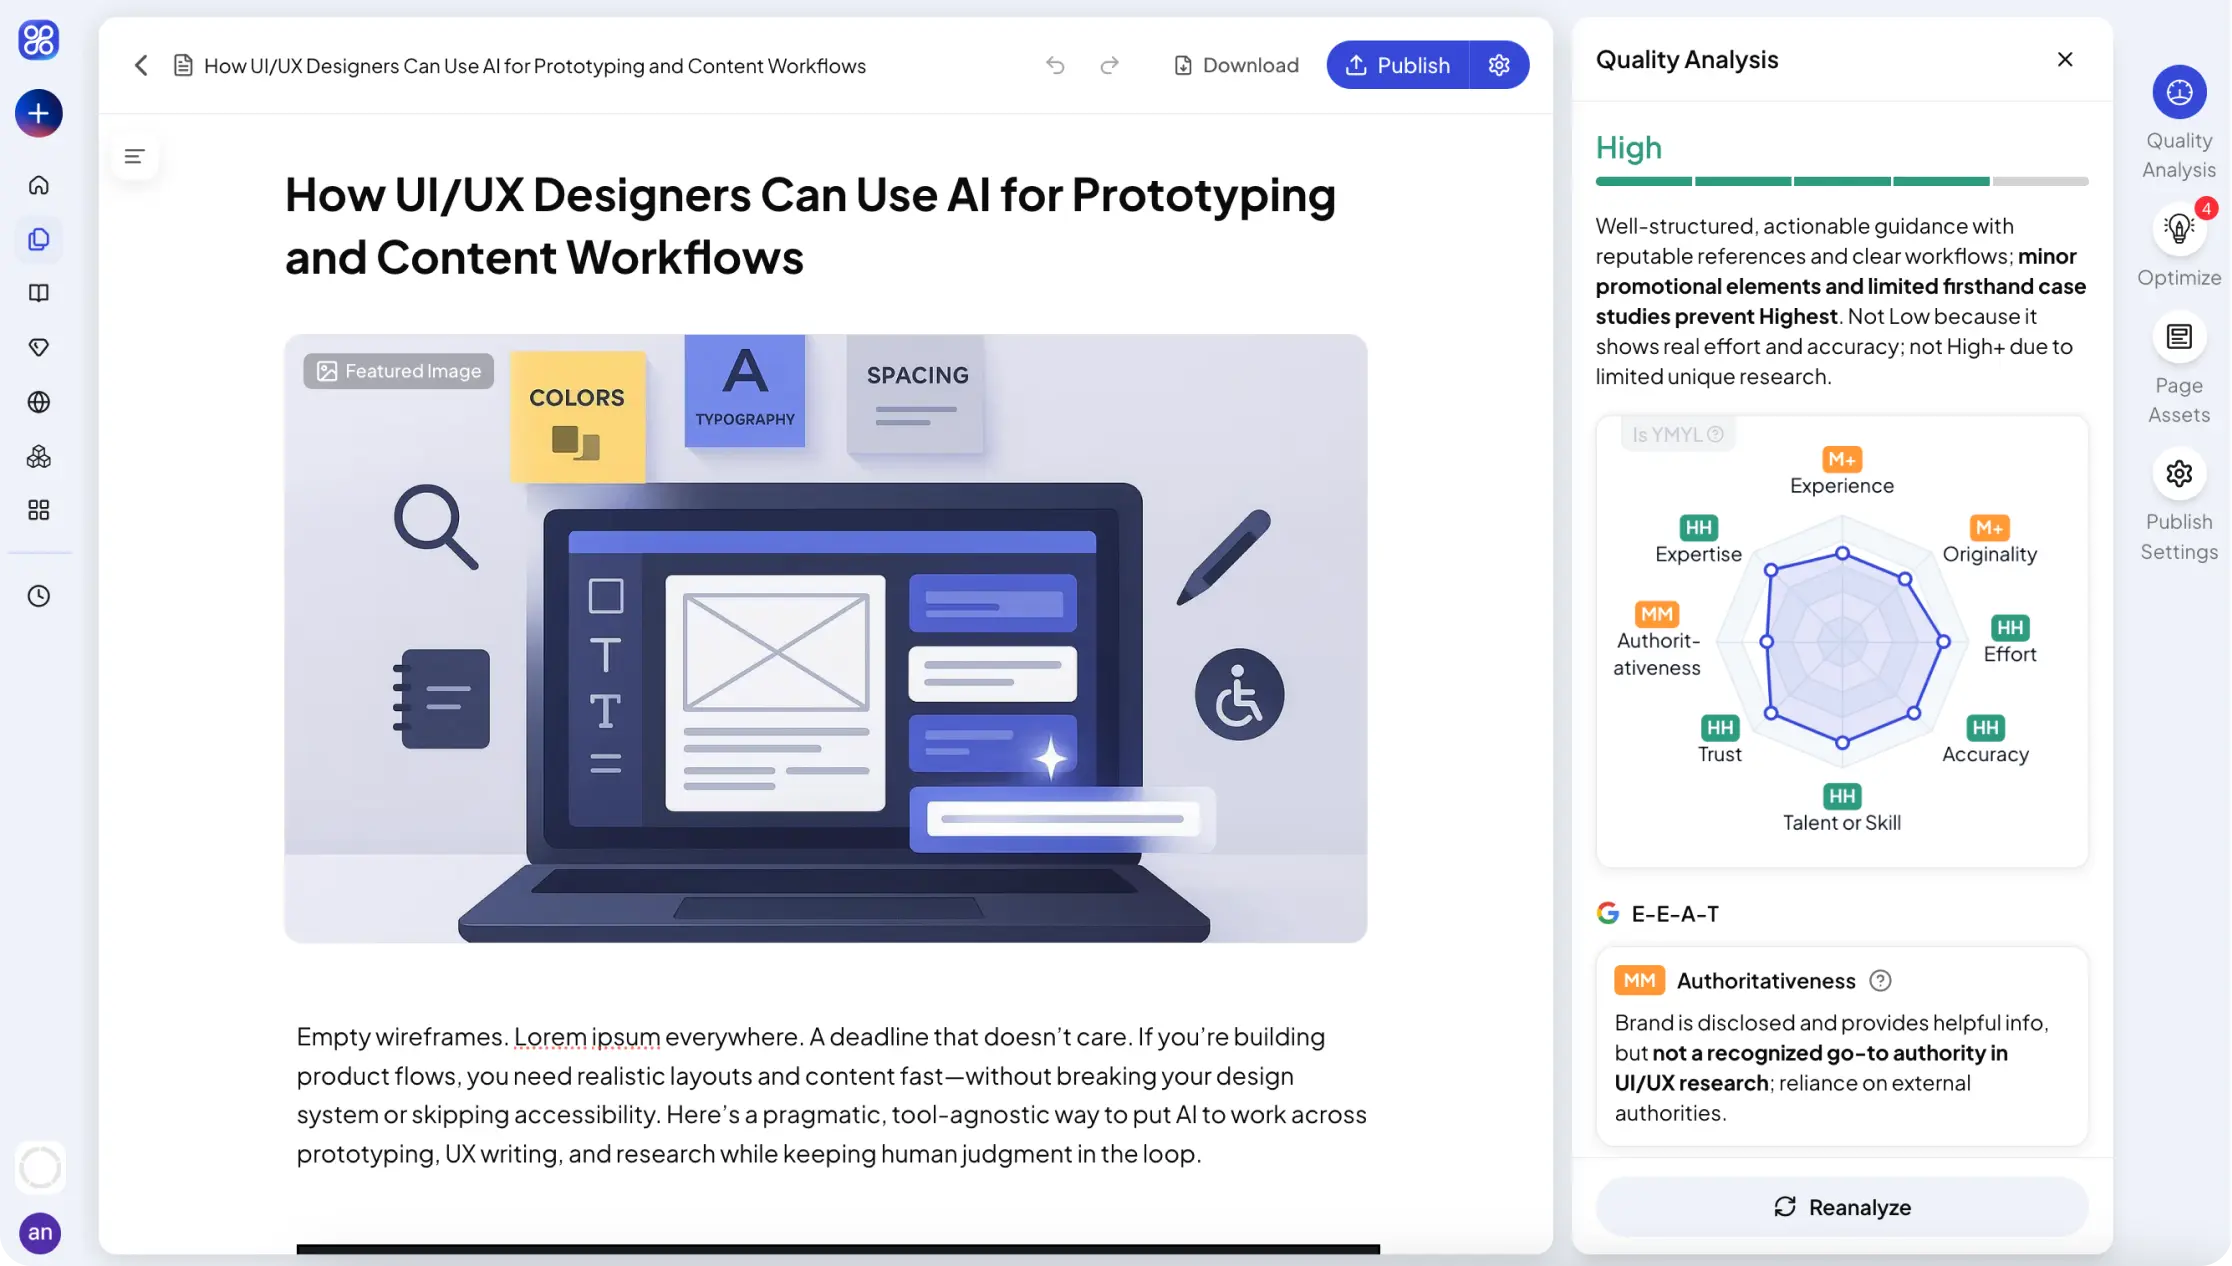 How UI/UX Designers Can Use AI for Prototyping and Content Workflows
Download
Publish
How UI/UX Designers Can Use AI for Prototyping
and Content Workflows
Featured Image
COLORS
A
TYPOGRAPHY
SPACING
T
T
Empty wireframes. Lorem ipsum everywhere. A deadline that doesn’t care. If you’re building
product flows, you need realistic layouts and content fast—without breaking your design
system or skipping accessibility. Here’s a pragmatic, tool-agnostic way to put AI to work across
prototyping, UX writing, and research while keeping human judgment in the loop.
an
Quality Analysis
High
Well-structured, actionable guidance with
reputable references and clear workflows; minor
promotional elements and limited firsthand case
studies prevent Highest. Not Low because it
shows real effort and accuracy; not High+ due to
limited unique research.
Is YMYL
M+
Experience
HH
Expertise
M+
Originality
MM
Authorit-
ativeness
HH
Effort
HH
Trust
HH
Accuracy
HH
Talent or Skill
E-E-A-T
MM Authoritativeness
Brand is disclosed and provides helpful info,
but not a recognized go-to authority in
UI/UX research; reliance on external
authorities.
Reanalyze
Quality
Analysis
4
Optimize
Page
Assets
Publish
Settings